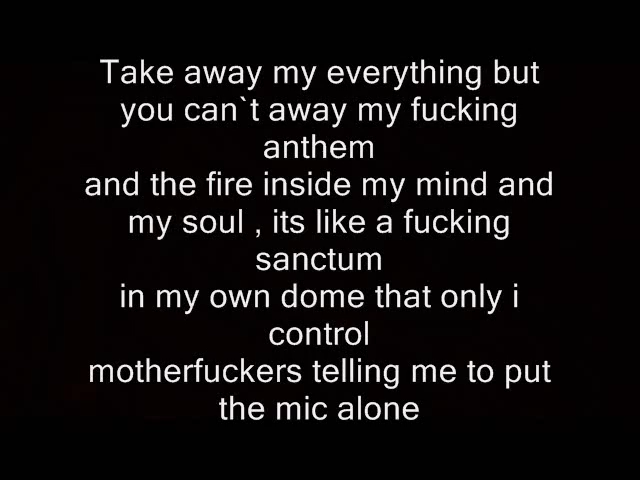 Take away my everything but
you can`t away my fucking
anthem
and the fire inside my mind and
my soul , its like a fucking
sanctum
in my own dome that only i
control
motherfuckers telling me to put
the mic alone